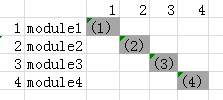 1 2 3 4
1 module1 (1)
2 module2 (2)
3 module3 (3)
4 module4 (4)